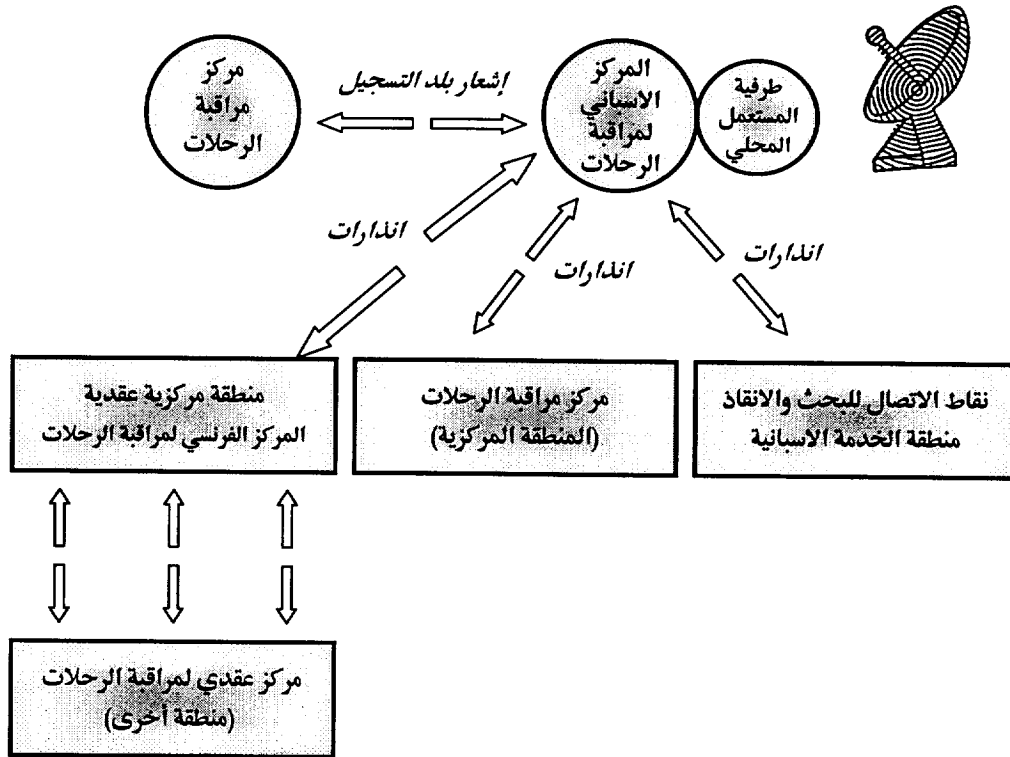 مركز
مراقبة
الرحلات
إشعار بلد التسجيل
المركز
الاسباني
لمراقبة
الرحلات
طرفية
المستعمل
المحلي
انذارات
انذارات
انذارات
منطقة مركزية عقدية
المركز الفرنسي لمراقبة الرحلات
مركز مراقبة الرحلات
(المنطقة المركزية)
نقاط الاتصال للبحث والانقاذ
منطقة الخدمة الاسبانية
مركز عقدي لمراقبة الرحلات
(منطقة أخرى)